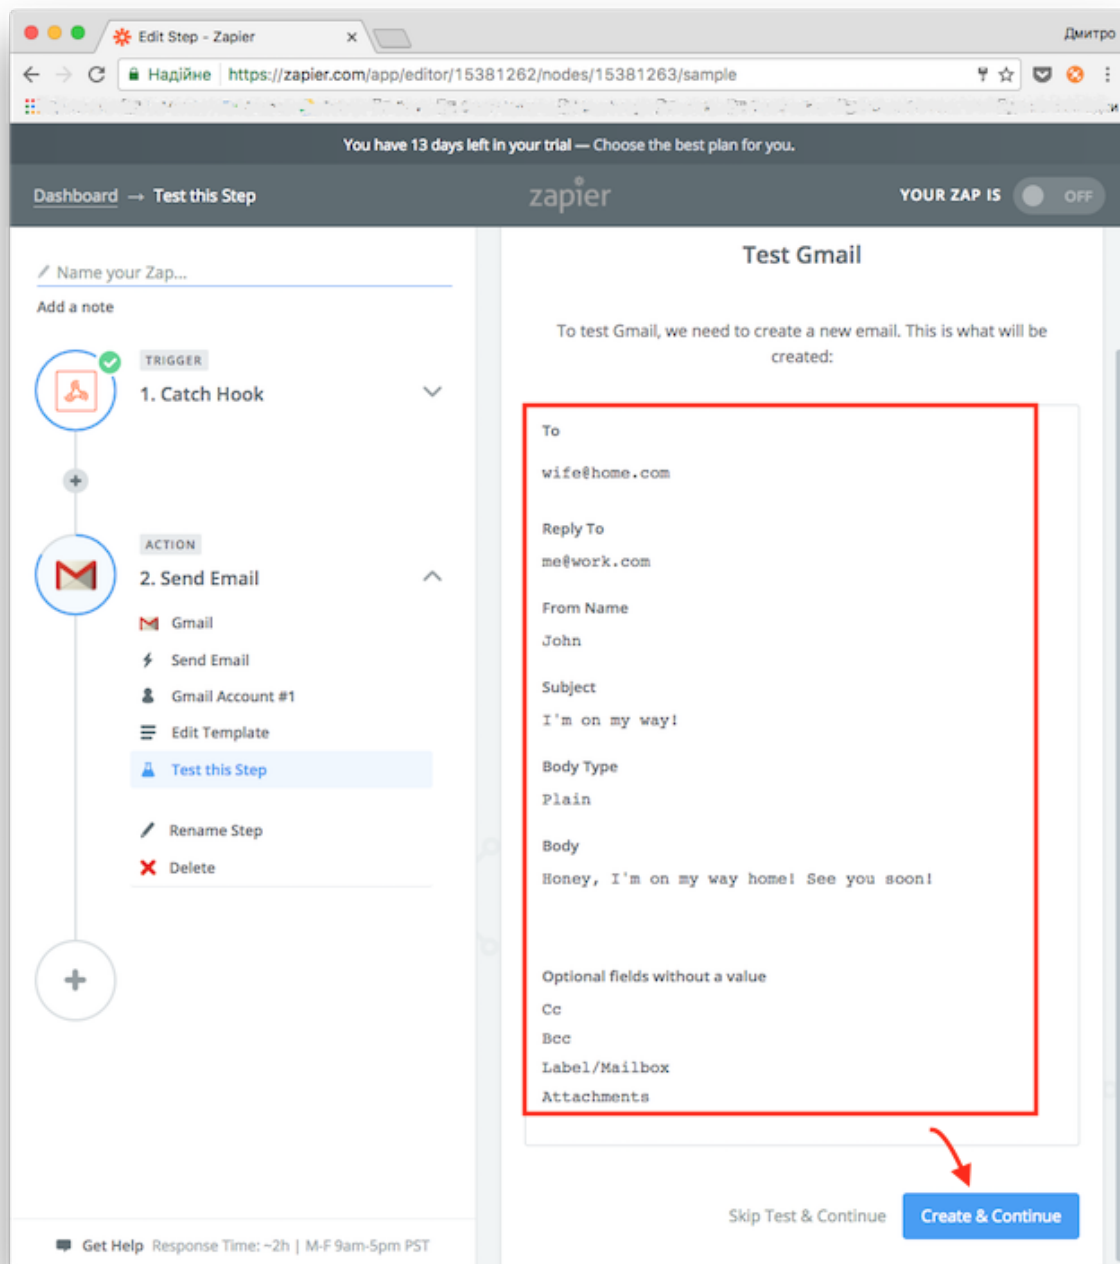 Edit Step - Zapier
Дмитро
Надійне https://zapier.com/app/editor/15381262/nodes/15381263/sample
You have 13 days left in your trial — Choose the best plan for you.
Dashboard → Test this Step
zapier
YOUR ZAP IS OFF
Name your Zap...
Add a note
TRIGGER
1. Catch Hook
ACTION
2. Send Email
Gmail
Send Email
Gmail Account #1
Edit Template
Test this Step
Rename Step
Delete
Get Help Response Time: ~2h | M-F 9am-5pm PST
Test Gmail
To test Gmail, we need to create a new email. This is what will be
created:
To
wife@home.com
Reply To
me@work.com
From Name
John
Subject
I'm on my way!
Body Type
Plain
Body
Honey, I'm on my way home! See you soon!
Optional fields without a value
Cc
Bcc
Label/Mailbox
Attachments
Skip Test & Continue
Create & Continue